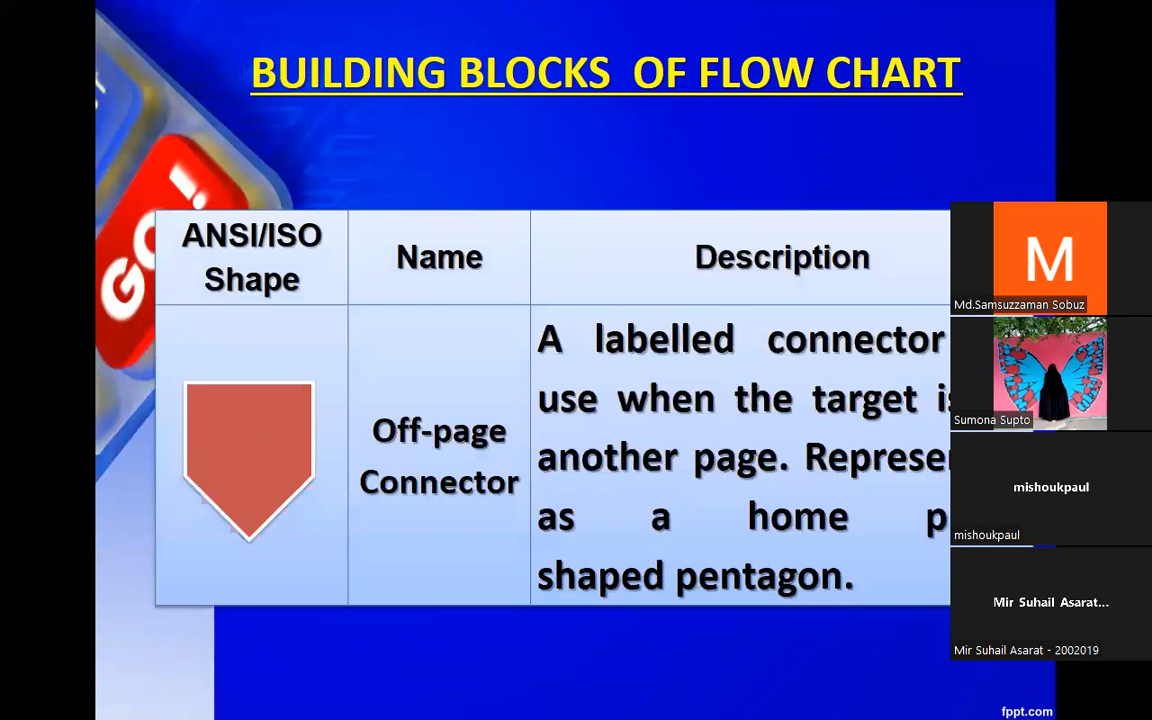 BUILDING BLOCKS OF FLOW CHART
GO!
ANSI/ISO
Shape
Name
Description
Off-page
Connector
A labelled connector
use when the target
another page.
as a home
shaped pentagon.
M
Md.Samsuzzaman Sobuz
Sumona Supto
mishoukpaul
mishoukpaul
Mir Suhail Asarat...
Mir Suhail Asarat - 2002019
fppt.com